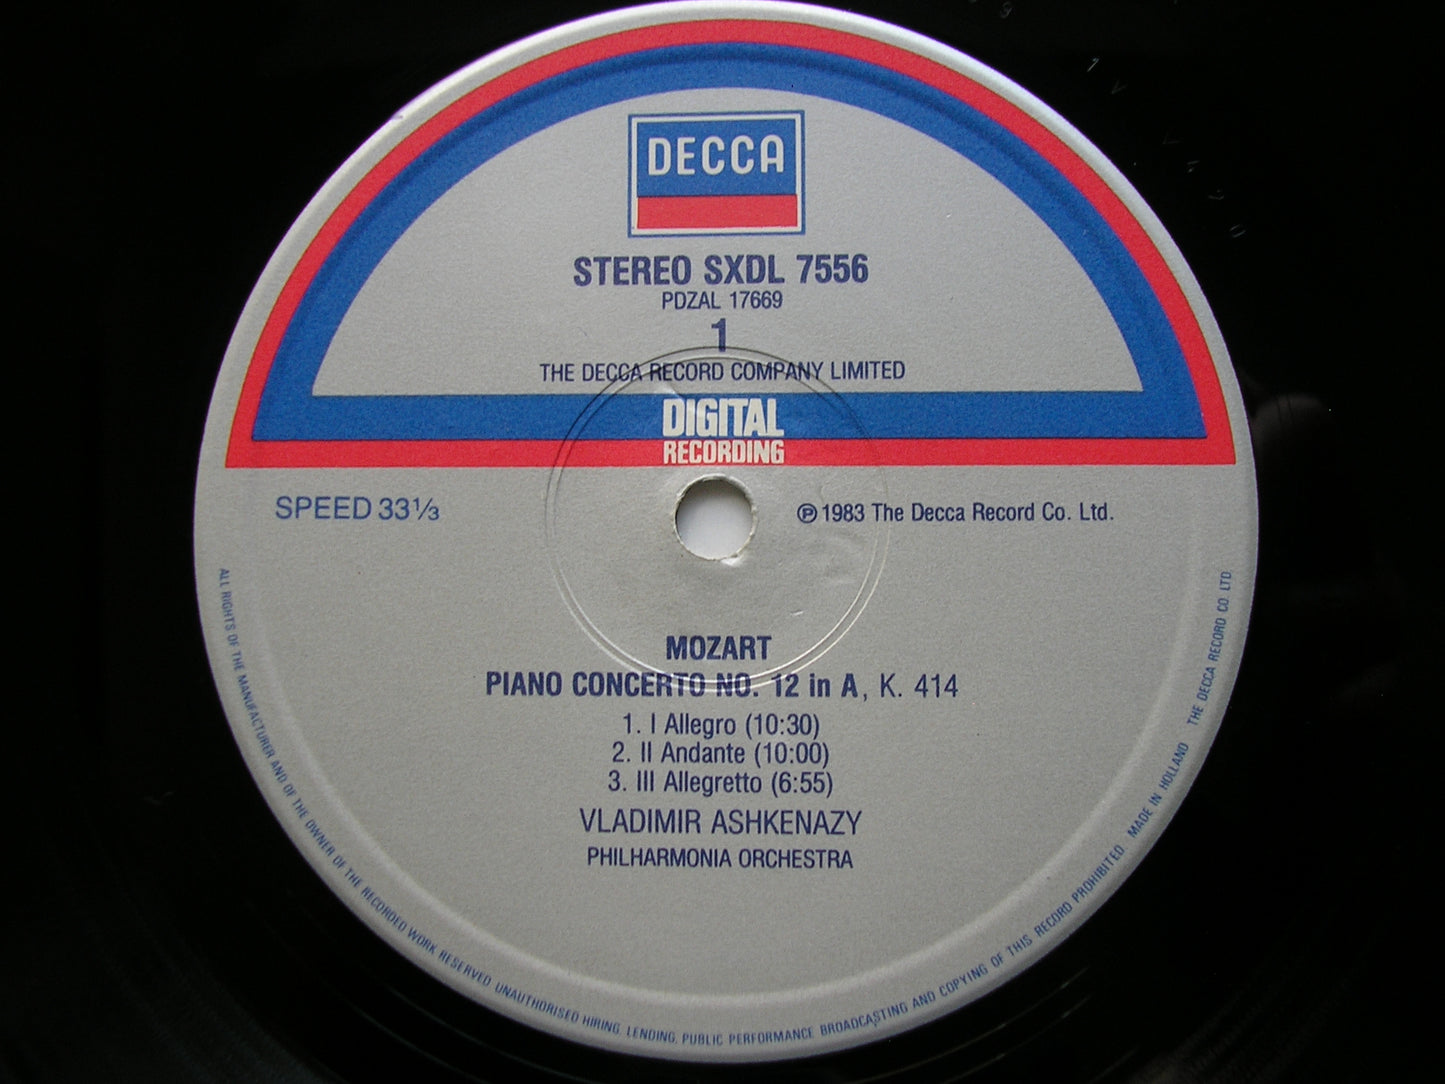 DECCA
STEREO SXDL 7556
PDZAL 17669
1
THE DECCA RECORD COMPANY LIMITED
DIGITAL
RECORDING
SPEED 33⅓
℗ 1983 The Decca Record Co. Ltd.
MOZART
PIANO CONCERTO NO. 12 in A, K. 414
1. I Allegro (10:30)
2. II Andante (10:00)
3. III Allegretto (6:55)
VLADIMIR ASHKENAZY
PHILHARMONIA ORCHESTRA
ALL RIGHTS OF THE MANUFACTURER AND OF THE OWNER OF THE RECORDED WORK RESERVED UNAUTHORISED HIRING, LENDING, PUBLIC PERFORMANCE BROADCASTING AND COPYING OF THIS RECORD PROHIBITED MADE IN HOLLAND THE DECCA RECORD CO. LTD.